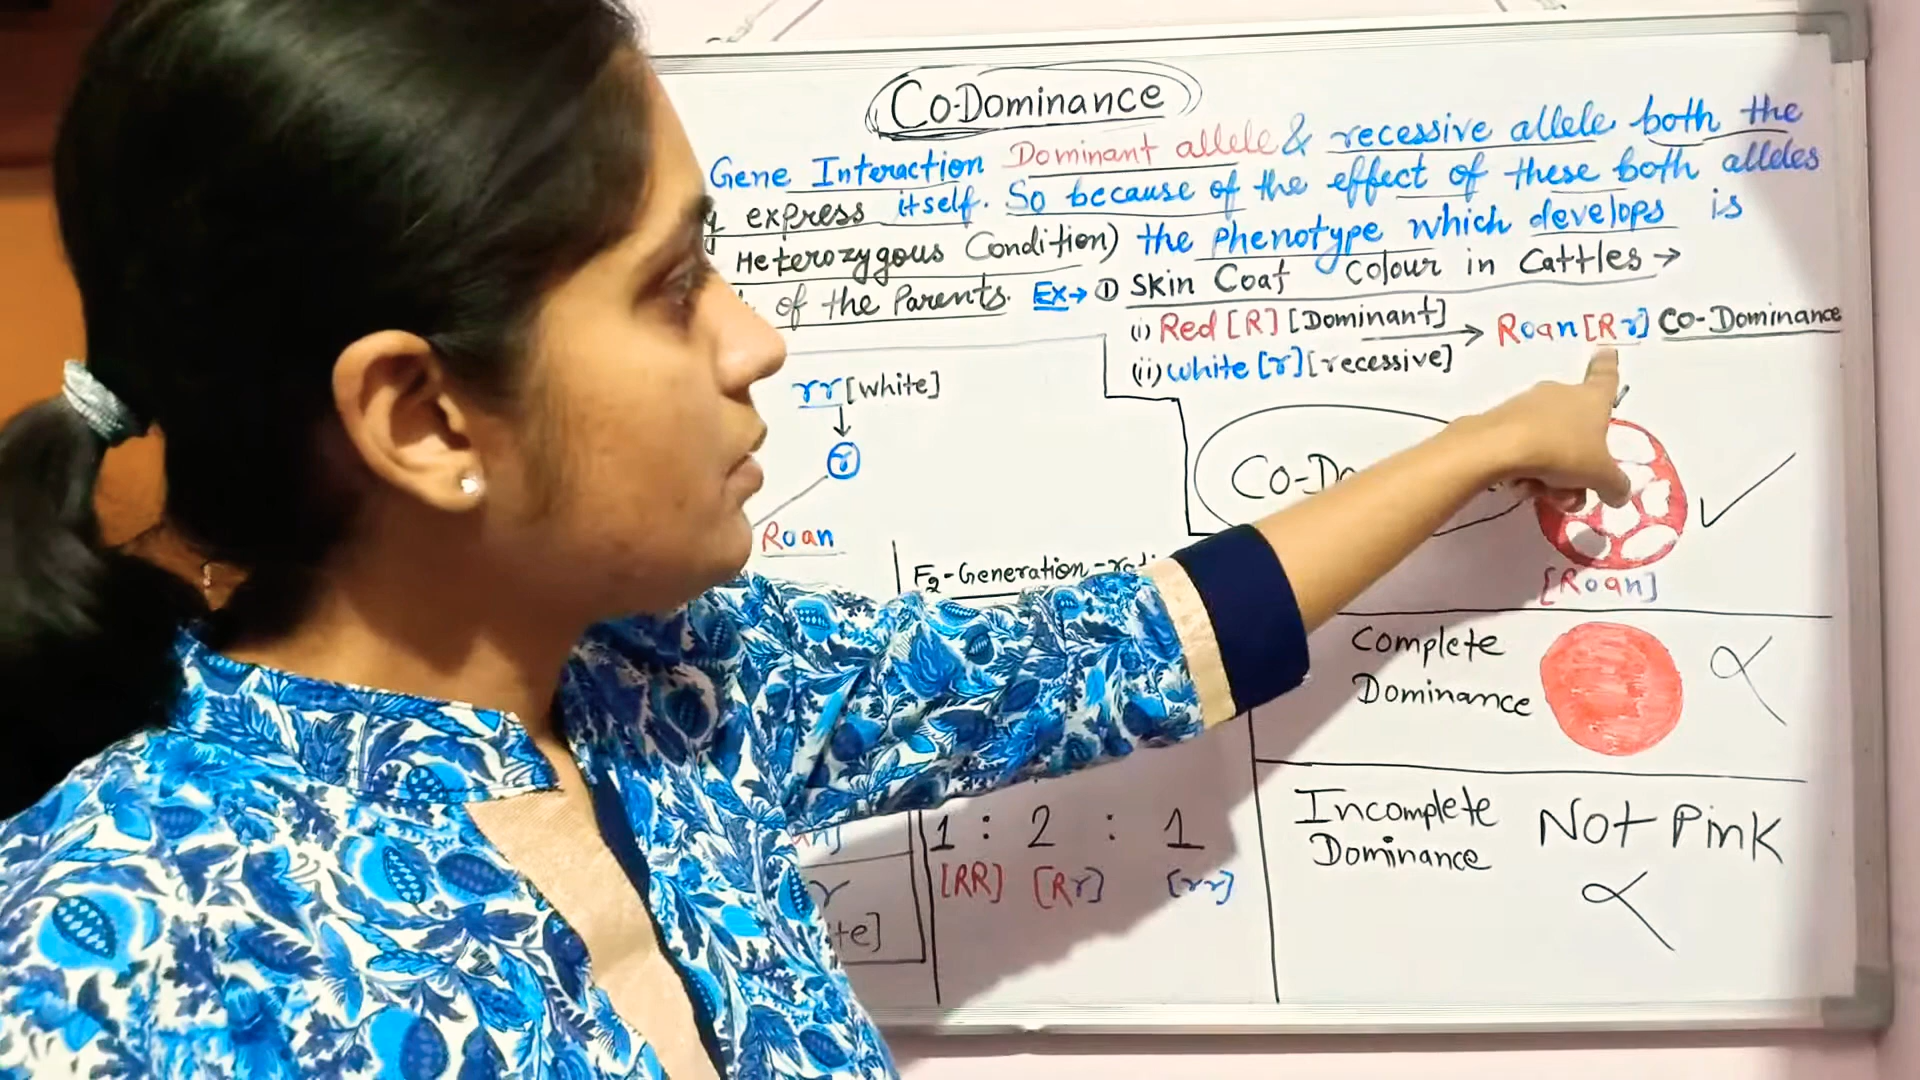 Co-Dominance
Gene Interaction Dominant allele & recessive allele both the
express itself. So because of the effect of these both alleles
Heterozygous Condition) the phenotype which develops is
of the Parents. Ex→ ① Skin Coat Colour in Cattles →
(i) Red [R] [Dominant] → Roan [Rr] Co-Dominance
(ii) white [r] [recessive]
rr [white]
r
Roan
F2-Generation-
1 : 2 : 1
[RR] [Rr] [rr]
[Roan]
Complete
Dominance
Incomplete
Dominance
Not Pink